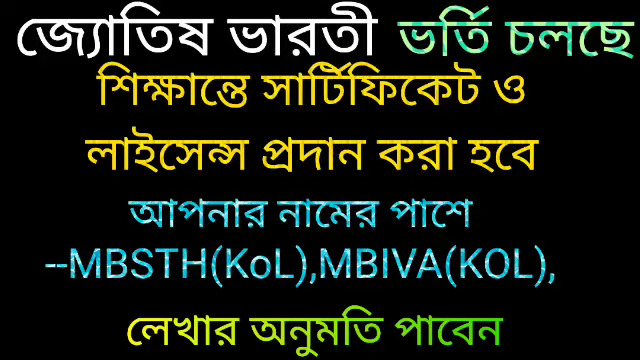 জ্যোতিষ ভারতী ভর্তি চলছে
শিক্ষান্তে সার্টিফিকেট ও
লাইসেন্স প্রদান করা হবে
আপনার নামের পাশে
--MBSTH(KoL),MBIVA(KOL),
লেখার অনুমতি পাবেন